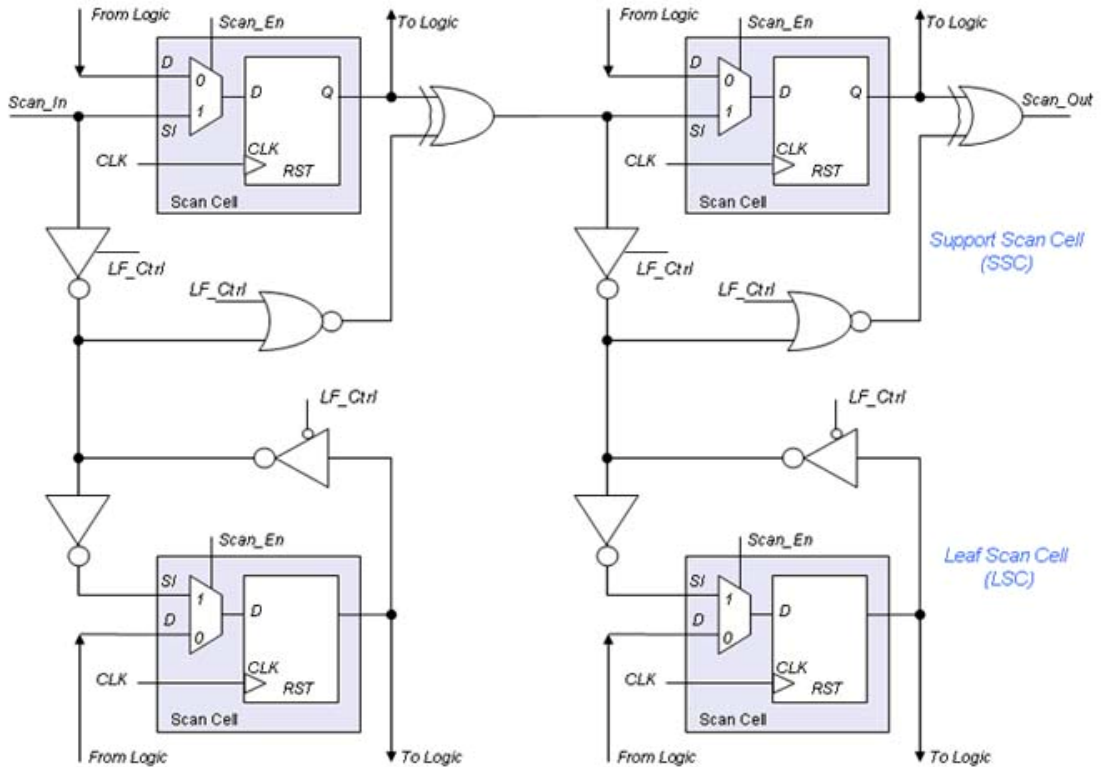 From Logic
To Logic
From Logic
To Logic
Scan_En
Scan_En
D
0
D
Q
D
0
D
Q
Scan_In
1
1
Scan_Out
SI
SI
CLK
CLK
CLK
CLK
RST
RST
Scan Cell
Scan Cell
Support Scan Cell
(SSC)
LF_Ctrl
LF_Ctrl
LF_Ctrl
LF_Ctrl
LF_Ctrl
LF_Ctrl
Scan_En
Scan_En
Leaf Scan Cell
(LSC)
SI
1
SI
1
D
D
D
D
0
0
CLK
CLK
CLK
CLK
RST
RST
Scan Cell
Scan Cell
From Logic
To Logic
From Logic
To Logic